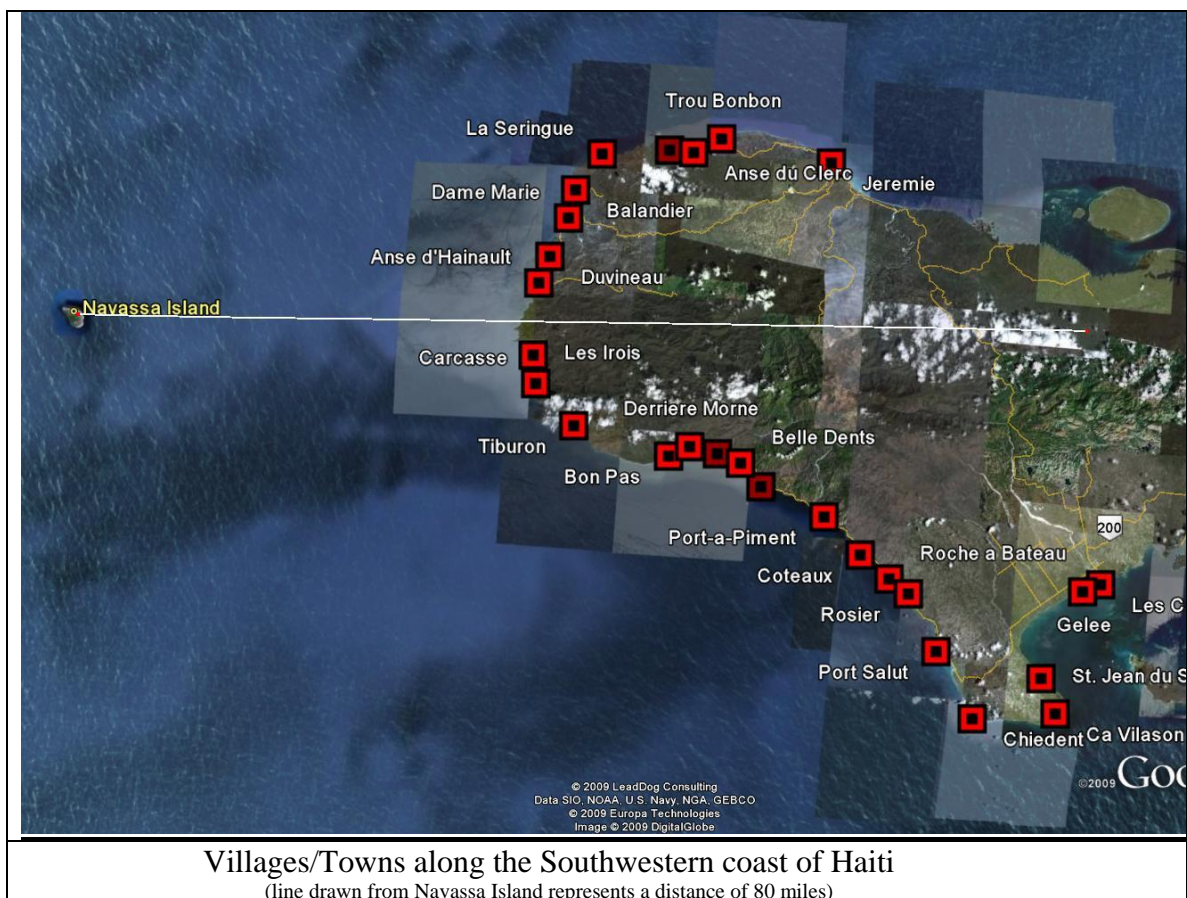 Trou Bonbon
La Seringue
Anse dú Clerc
Jeremie
Dame Marie
Balandier
Anse d'Hainault
Duvineau
Navassa Island
Carcasse
Les Irois
Derriere Morne
Tiburon
Belle Dents
Bon Pas
200
Port-a-Piment
Roche a Bateau
Coteaux
Les C
Rosier
Gelee
Port Salut
St. Jean du S
Chiedent
Ca Vilason
©2009 Goo
© 2009 LeadDog Consulting
Data SIO, NOAA, U.S. Navy, NGA, GEBCO
© 2009 Europa Technologies
Image © 2009 DigitalGlobe
Villages/Towns along the Southwestern coast of Haiti
(line drawn from Navassa Island represents a distance of 80 miles)